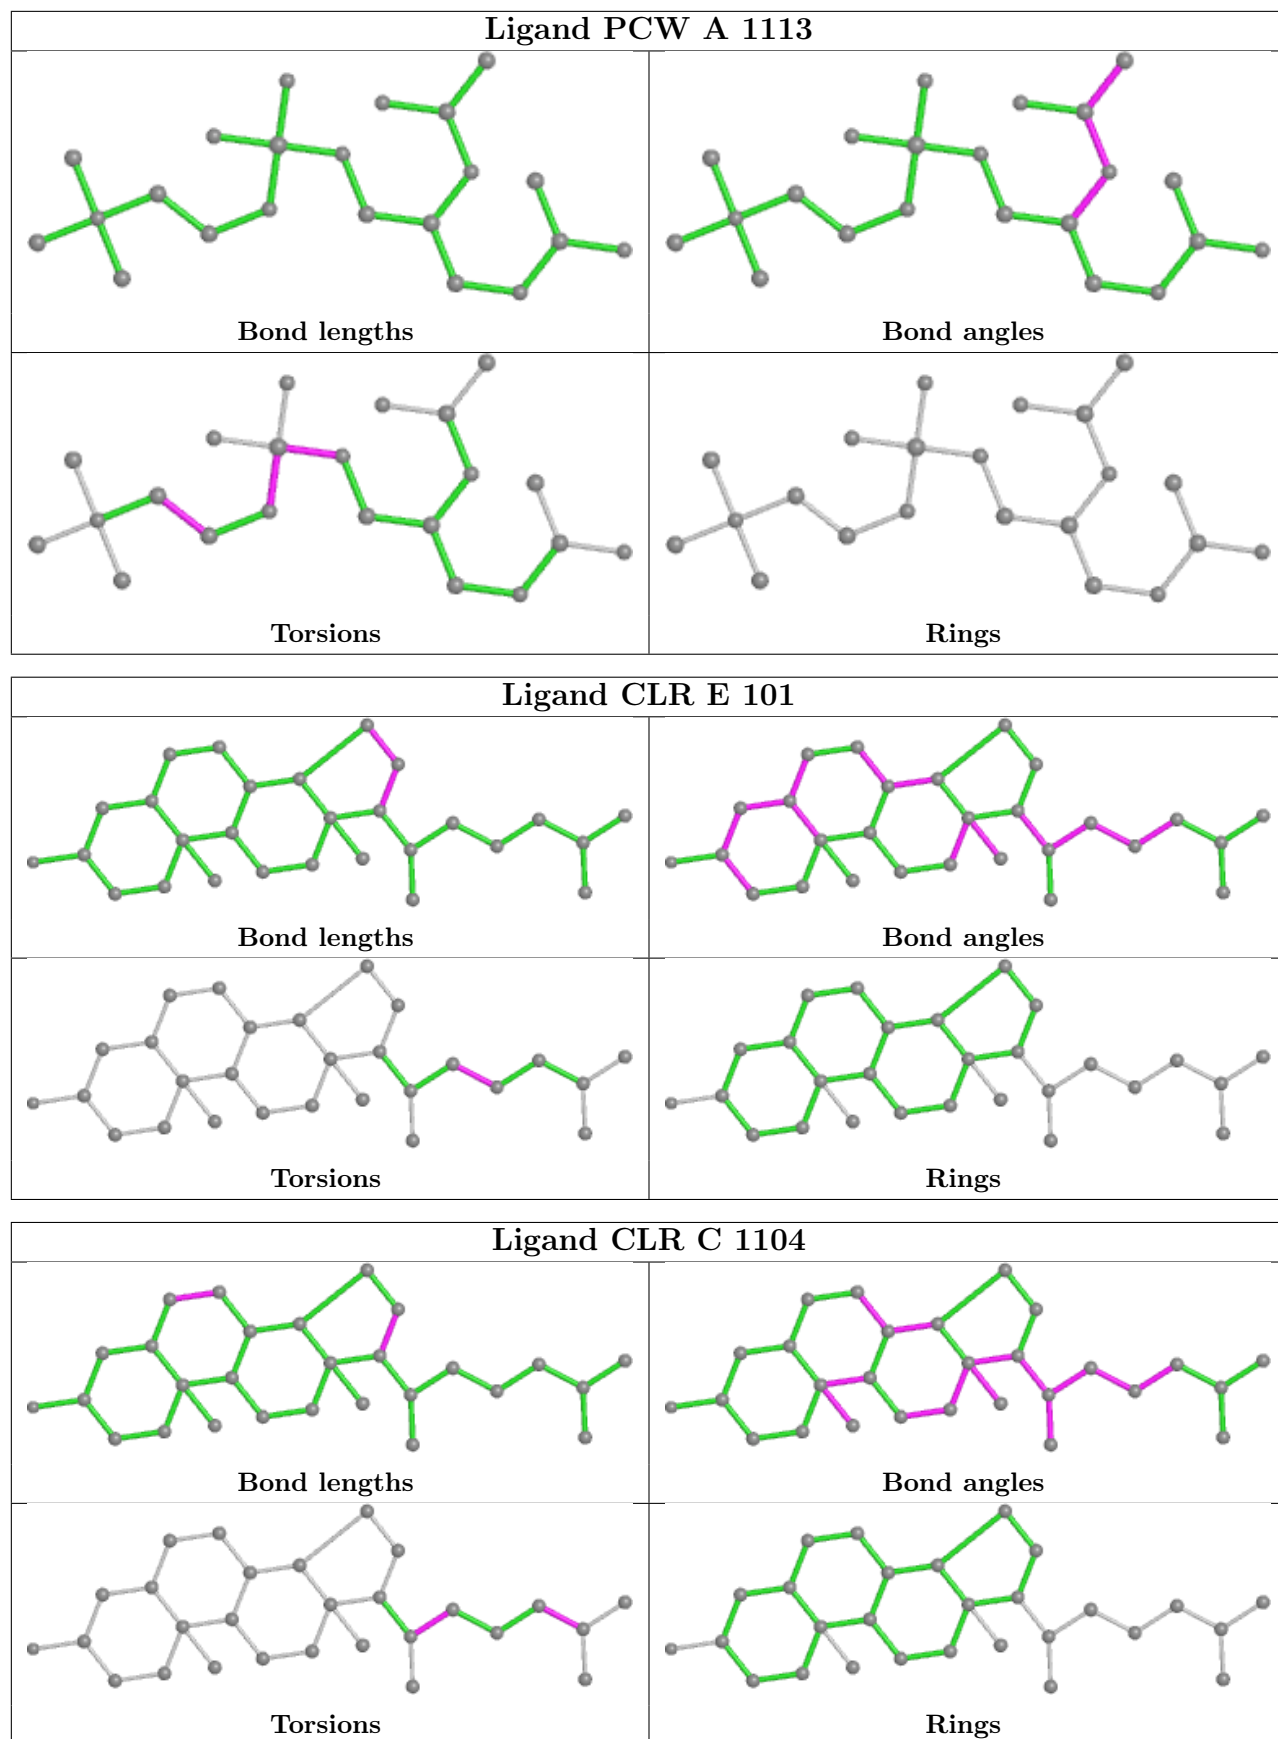 Ligand PCW A 1113
Bond lengths
Bond angles
Torsions
Rings
Ligand CLR E 101
Bond lengths
Bond angles
Torsions
Rings
Ligand CLR C 1104
Bond lengths
Bond angles
Torsions
Rings